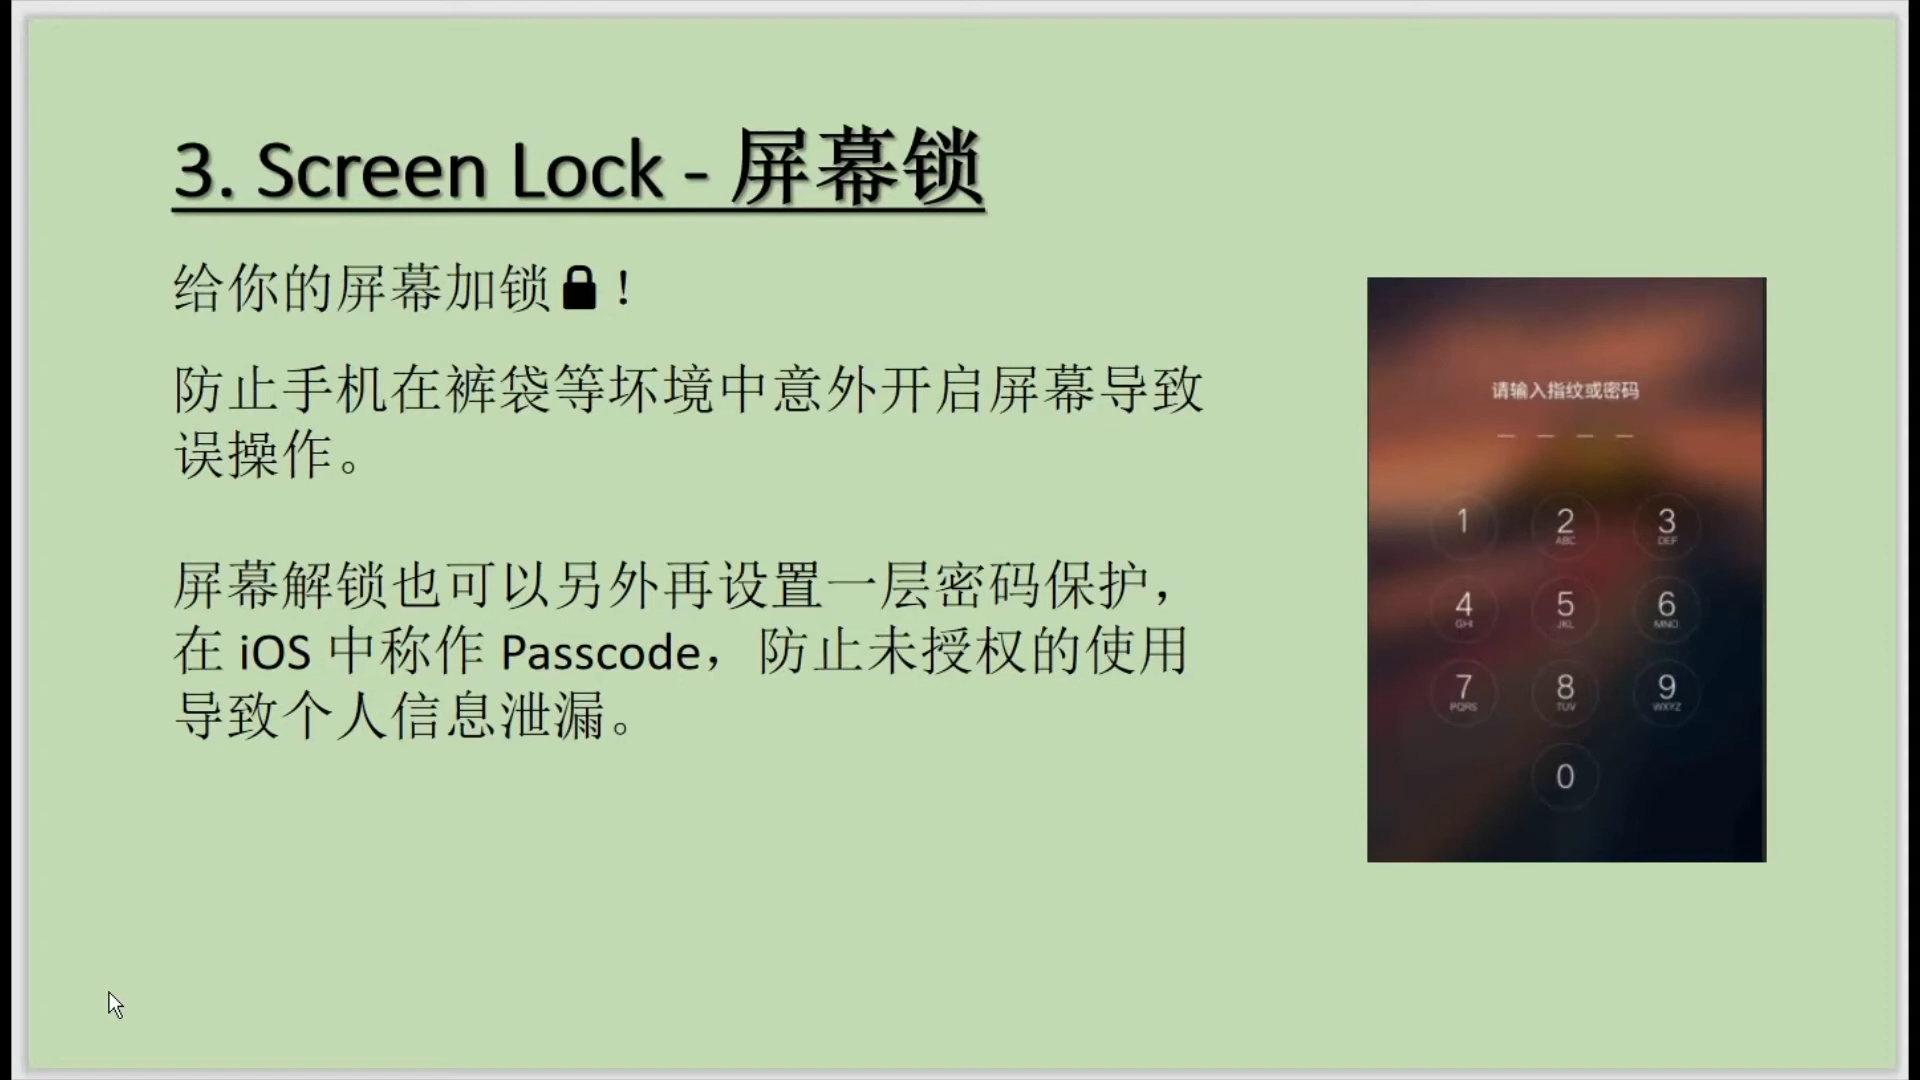 3. Screen Lock - 屏幕锁
给你的屏幕加锁🔒！
防止手机在裤袋等坏境中意外开启屏幕导致
误操作。
屏幕解锁也可以另外再设置一层密码保护，
在 iOS 中称作 Passcode，防止未授权的使用
导致个人信息泄漏。
请输入指纹或密码
1 2 3
ABC DEF
4 5 6
GHI JKL MNO
7 8 9
PQRS TUV WXYZ
0